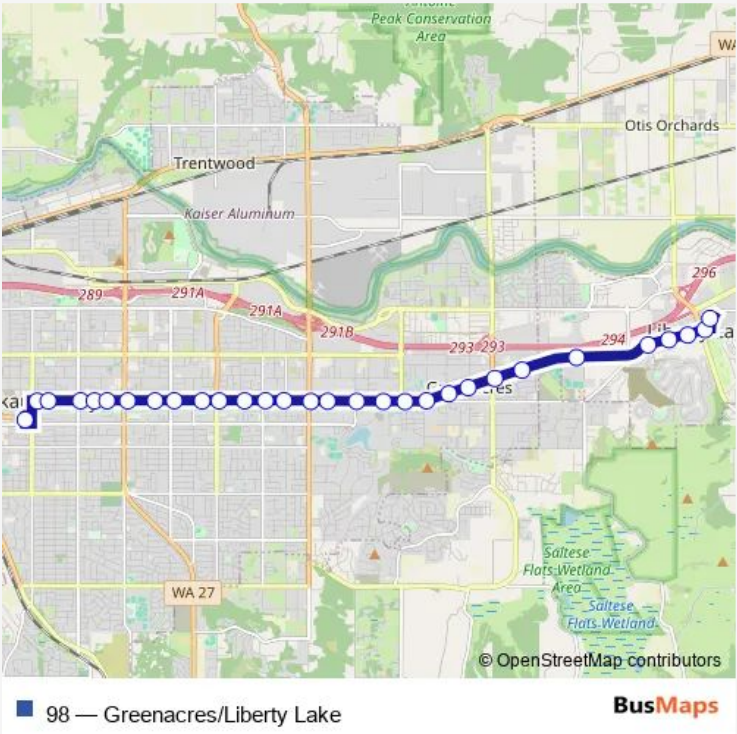 Peak Conservation
Area
WA
Otis Orchards
Trentwood
Kaiser Aluminum
296
289
291A
291A
291B
294
293 293
Saltese
Flats Wetland
Area
Saltese
Flats-Wetland
WA 27
© OpenStreetMap contributors
98 — Greenacres/Liberty Lake
BusMaps